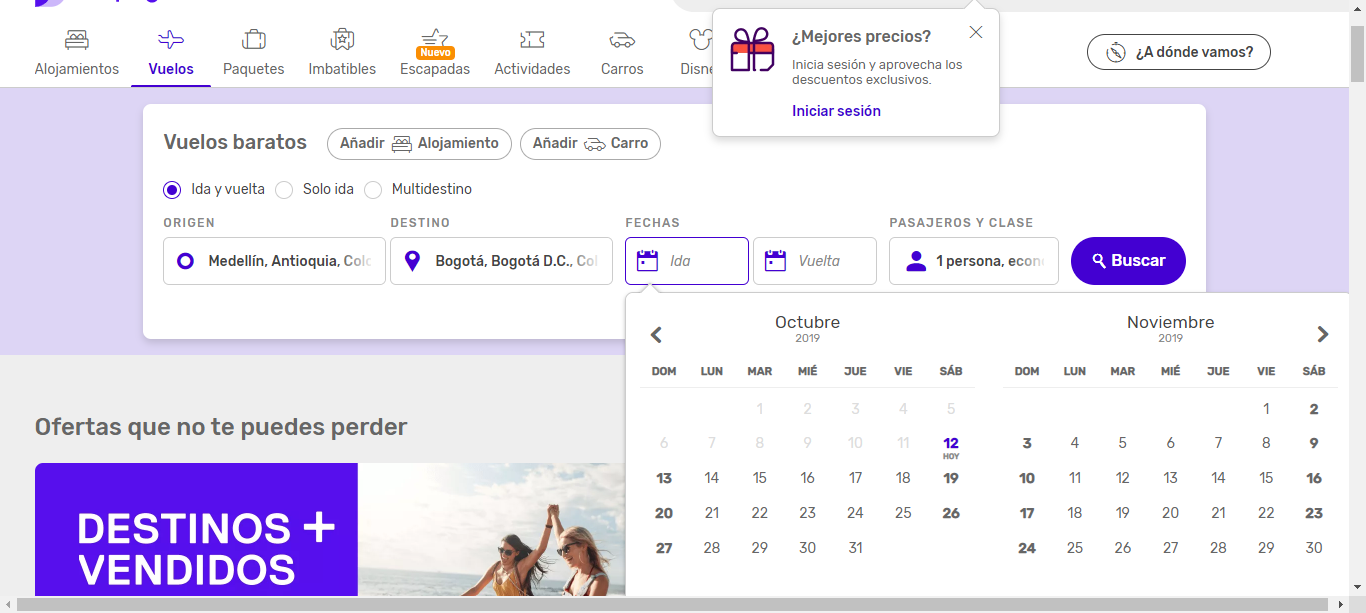 ¿Mejores precios?
Inicia sesión y aprovecha los
descuentos exclusivos.
Iniciar sesión
Alojamientos
Vuelos
Paquetes
Imbatibles
Nuevo
Escapadas
Actividades
Carros
¿A dónde vamos?
Vuelos baratos
Añadir Alojamiento
Añadir Carro
Ida y vuelta Solo ida Multidestino
ORIGEN DESTINO FECHAS PASAJEROS Y CLASE
Medellín, Antioquia, Bogotá, Bogotá D.C., Ida Vuelta 1 persona, Buscar
Octubre
2019
DOM LUN MAR MIÉ JUE VIE SÁB
1 2 3 4 5
6 7 8 9 10 11 12
HOY
13 14 15 16 17 18 19
20 21 22 23 24 25 26
27 28 29 30 31
Noviembre
2019
DOM LUN MAR MIÉ JUE VIE SÁB
1 2
3 4 5 6 7 8 9
10 11 12 13 14 15 16
17 18 19 20 21 22 23
24 25 26 27 28 29 30
Ofertas que no te puedes perder
DESTINOS +
VENDIDOS